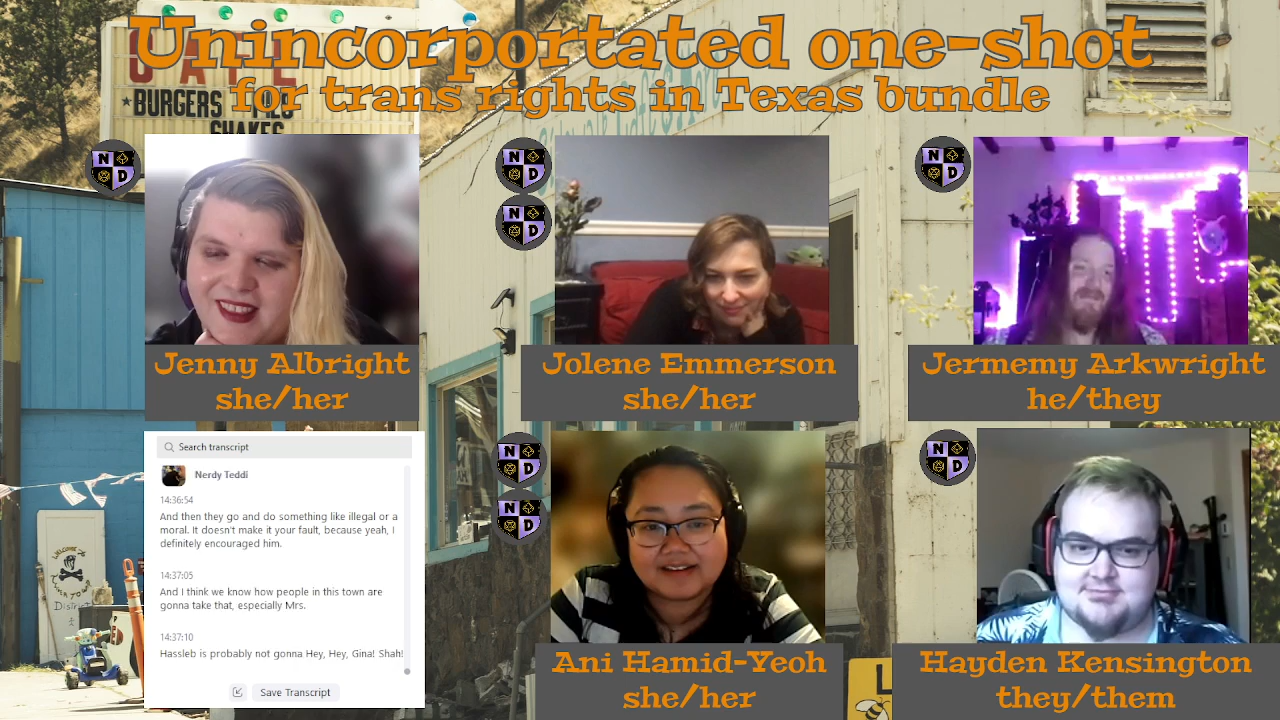 Unincorportated one-shot
for trans rights in Texas bundle
CAFE
★BURGERS PIES
SHAKES
N
D
N
D
N
D
N
D
Jenny Albright
she/her
Jolene Emmerson
she/her
Jermemy Arkwright
he/they
Search transcript
Nerdy Teddi
14:36:54
And then they go and do something like illegal or a
moral. It doesn't make it your fault, because yeah, I
definitely encouraged him.
14:37:05
And I think we know how people in this town are
gonna take that, especially Mrs.
14:37:10
Hassleb is probably not gonna Hey, Hey, Gina! Shah!
Save Transcript
N
D
N
D
N
D
WELCOME
District
L
Ani Hamid-Yeoh
she/her
Hayden Kensington
they/them